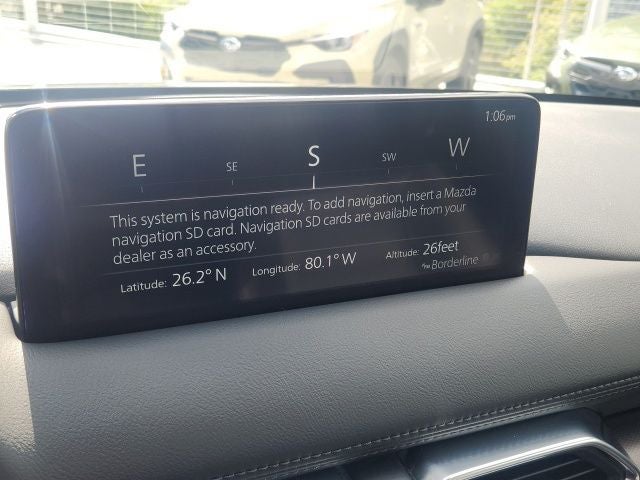 1:06pm
E SE S SW W
This system is navigation ready. To add navigation, insert a Mazda
navigation SD card. Navigation SD cards are available from your
dealer as an accessory.
Latitude: 26.2° N Longitude: 80.1° W Altitude: 26feet
Borderline